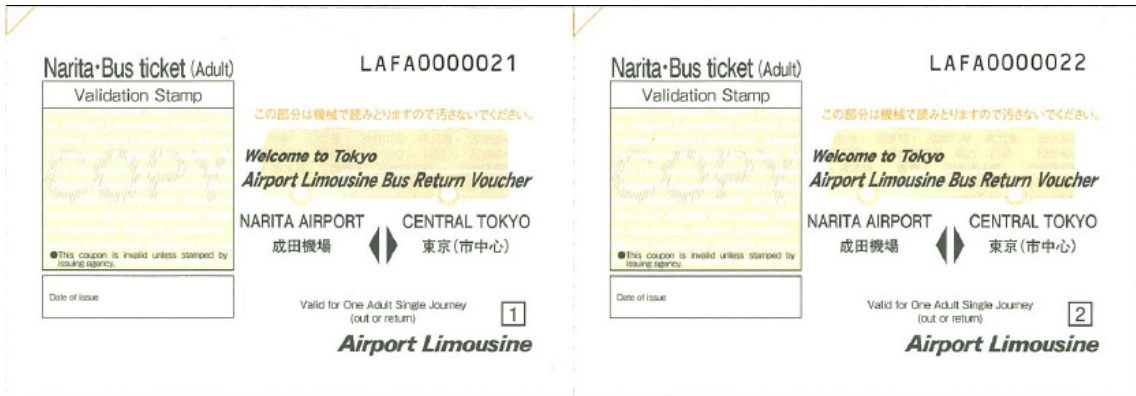 Narita・Bus ticket (Adult)
LAFA0000021
Validation Stamp
この部分は機械で読みとりますので汚さないでください。
COPY
Welcome to Tokyo
Airport Limousine Bus Return Voucher
NARITA AIRPORT
CENTRAL TOKYO
成田機場
東京(市中心)
●This coupon is invalid unless stamped by
issuing agency.
Date of issue
Valid for One Adult Single Journey
(out or return)
1
Airport Limousine
Narita・Bus ticket (Adult)
LAFA0000022
Validation Stamp
この部分は機械で読みとりますので汚さないでください。
COPY
Welcome to Tokyo
Airport Limousine Bus Return Voucher
NARITA AIRPORT
CENTRAL TOKYO
成田機場
東京(市中心)
●This coupon is invalid unless stamped by
issuing agency.
Date of issue
Valid for One Adult Single Journey
(out or return)
2
Airport Limousine